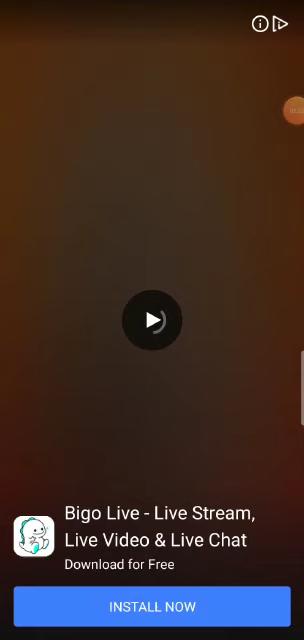 Bigo Live - Live Stream,
Live Video & Live Chat
Download for Free
INSTALL NOW